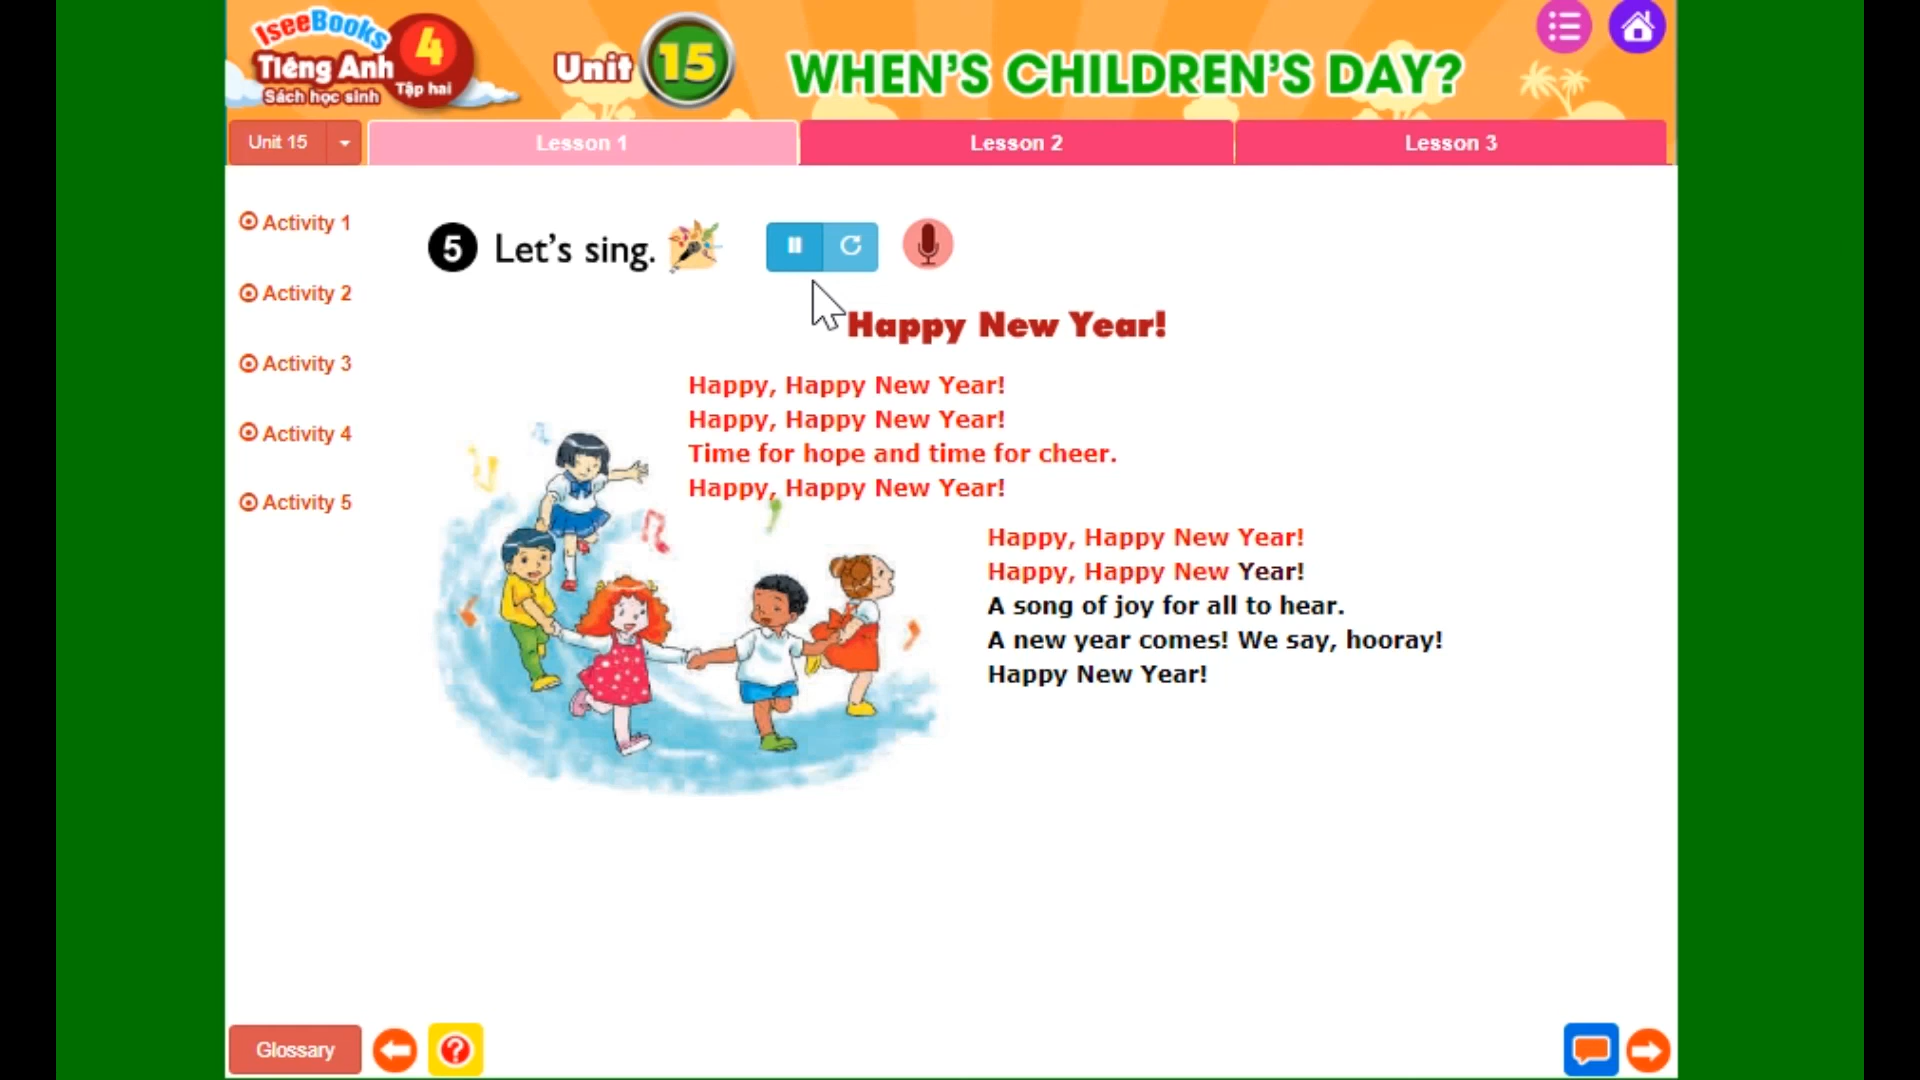 IseeBooks
Tiếng Anh 4
Tập hai
Sách học sinh
Unit 15
WHEN'S CHILDREN'S DAY?
Unit 15
Lesson 1
Lesson 2
Lesson 3
Activity 1
Activity 2
Activity 3
Activity 4
Activity 5
5 Let's sing.
Happy New Year!
Happy, Happy New Year!
Happy, Happy New Year!
Time for hope and time for cheer.
Happy, Happy New Year!
Happy, Happy New Year!
Happy, Happy New Year!
A song of joy for all to hear.
A new year comes! We say, hooray!
Happy New Year!
Glossary
?